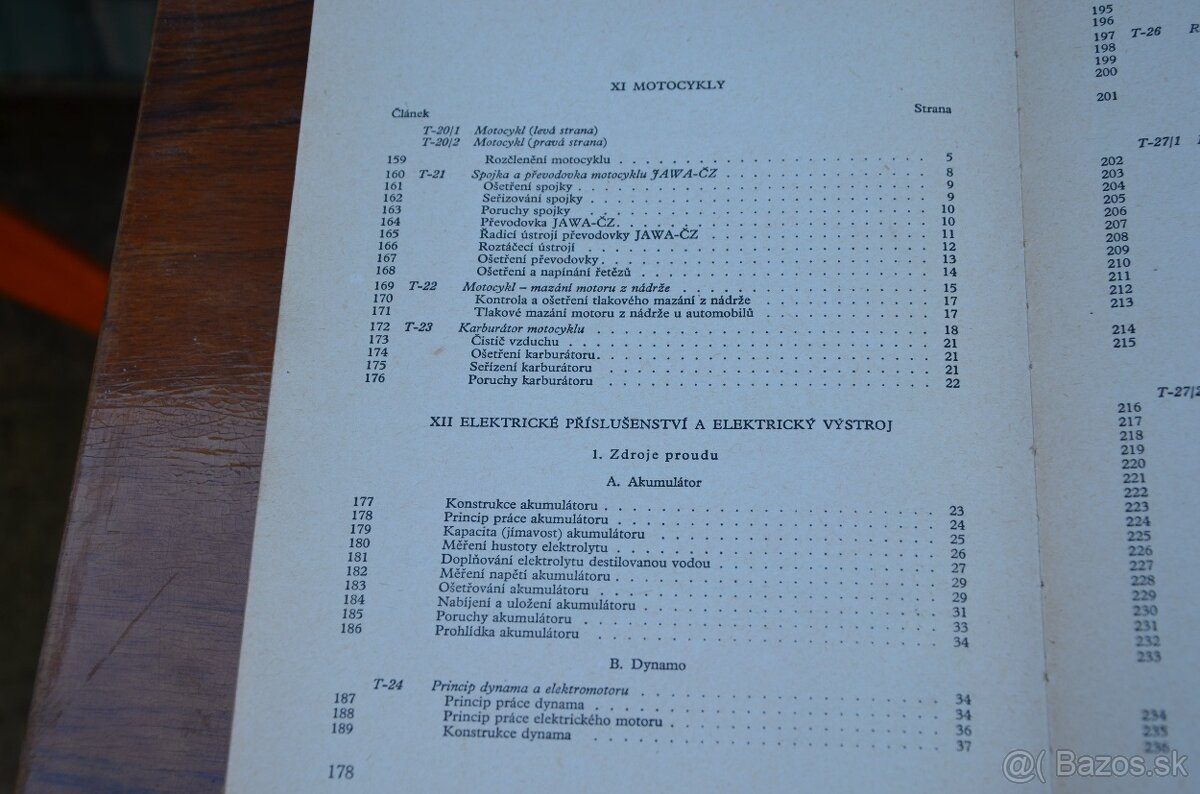 XI MOTOCYKLY
Článek Strana
T-20/1 Motocykl (levá strana)
T-20/2 Motocykl (pravá strana)
159 Rozčlenění motocyklu 5
160 T-21 Spojka a převodovka motocyklu JAWA-ČZ 8
161 Ošetření spojky 9
162 Seřizování spojky 9
163 Poruchy spojky 10
164 Převodovka JAWA-ČZ 10
165 Řadicí ústrojí převodovky JAWA-ČZ 11
166 Roztáčecí ústrojí 12
167 Ošetření převodovky 13
168 Ošetření a napínání řetězů 14
169 T-22 Motocykl – mazání motoru z nádrže 15
170 Kontrola a ošetření tlakového mazání z nádrže 17
171 Tlakové mazání motoru z nádrže u automobilů 17
172 T-23 Karburátor motocyklu 18
173 Čistič vzduchu 21
174 Ošetření karburátoru 21
175 Seřízení karburátoru 21
176 Poruchy karburátoru 22
XII ELEKTRICKÉ PŘÍSLUŠENSTVÍ A ELEKTRICKÝ VÝSTROJ
1. Zdroje proudu
A. Akumulátor
177 Konstrukce akumulátoru 23
178 Princip práce akumulátoru 24
179 Kapacita (jímavost) akumulátoru 25
180 Měření hustoty elektrolytu 26
181 Doplňování elektrolytu destilovanou vodou 27
182 Měření napětí akumulátoru 29
183 Ošetřování akumulátoru 29
184 Nabíjení a uložení akumulátoru 31
185 Poruchy akumulátoru 33
186 Prohlídka akumulátoru 34
B. Dynamo
T-24 Princip dynama a elektromotoru 34
187 Princip práce dynama 34
188 Princip práce elektrického motoru 36
189 Konstrukce dynama 37
178
195
196
197 T-26 R
198
199
200
201
T-27/1
202
203
204
205
206
207
208
209
210
211
212
213
214
215
T-27/2
216
217
218
219
220
221
222
223
224
225
226
227
228
229
230
231
232
233
234
235
236
@( Bazos.sk